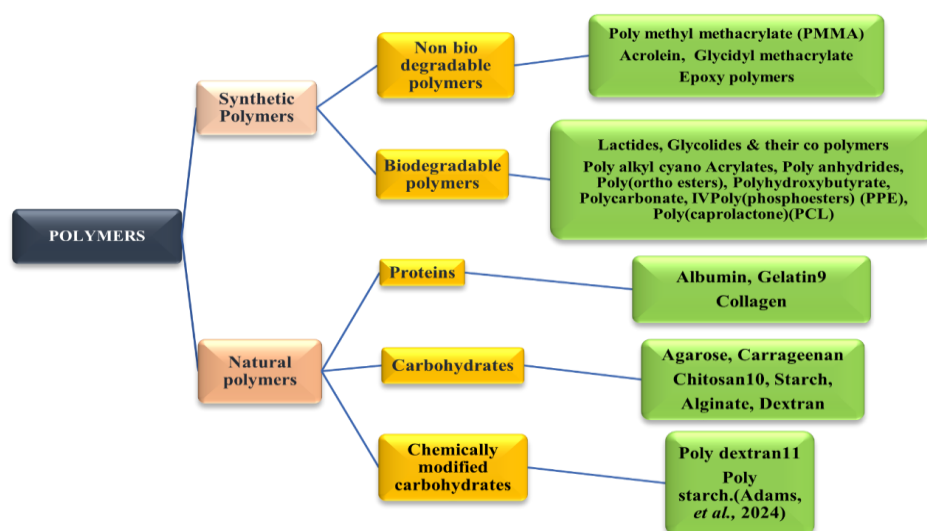 POLYMERS
Synthetic
Polymers
Non bio
degradable
polymers
Poly methyl methacrylate (PMMA)
Acrolein, Glycidyl methacrylate
Epoxy polymers
Biodegradable
polymers
Lactides, Glycolides & their co polymers
Poly alkyl cyano Acrylates, Poly anhydrides,
Poly(ortho esters), Polyhydroxybutyrate,
Polycarbonate, IVPoly(phosphoesters) (PPE),
Poly(caprolactone)(PCL)
Natural
polymers
Proteins
Albumin, Gelatin9
Collagen
Carbohydrates
Agarose, Carrageenan
Chitosan10, Starch,
Alginate, Dextran
Chemically
modified
carbohydrates
Poly dextran11
Poly
starch.(Adams,
et al., 2024)